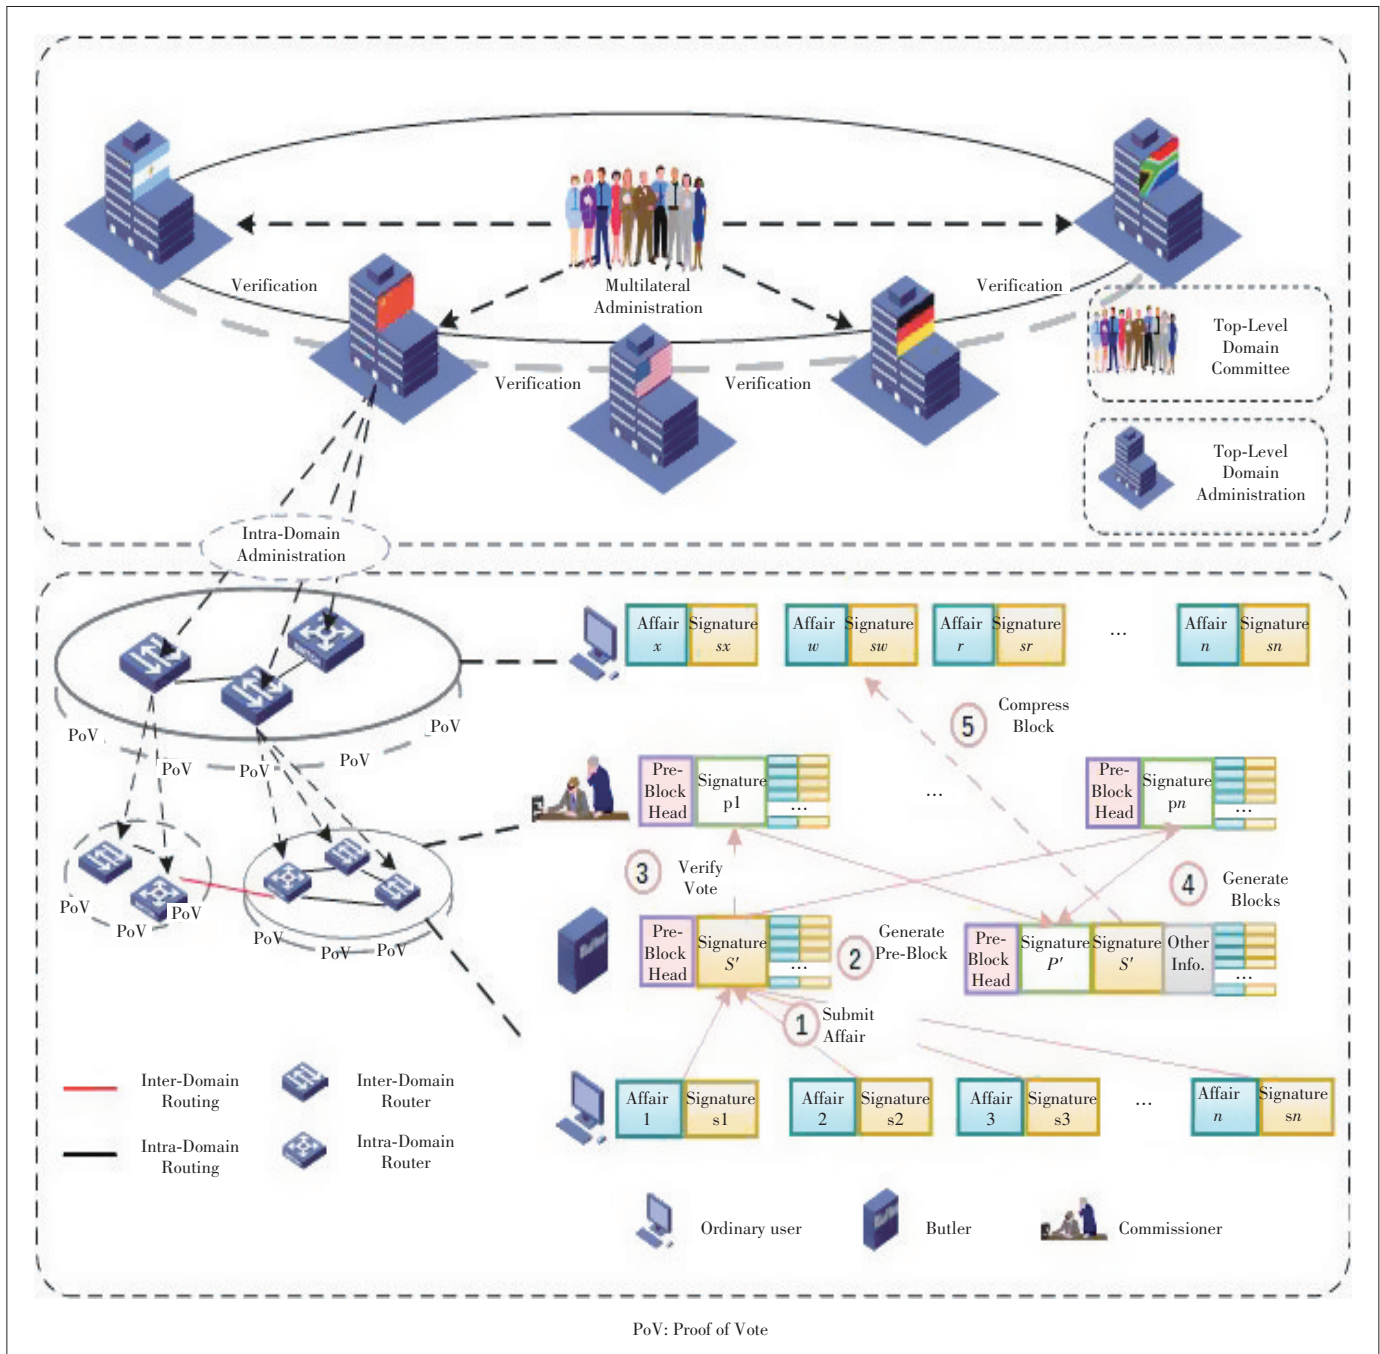 Verification
Multilateral
Administration
Verification
Verification
Verification
Top-Level
Domain
Committee
Top-Level
Domain
Administration
Intra-Domain
Administration
SWITCH
PoV
PoV
PoV
PoV
PoV
PoV
PoV
PoV
PoV
PoV
PoV
Affair
x
Signature
sx
Affair
w
Signature
sw
Affair
r
Signature
sr
...
Affair
n
Signature
sn
5
Compress
Block
Pre-
Block
Head
Signature
p1
...
...
Pre-
Block
Head
Signature
pn
...
3
Verify
Vote
4
Generate
Blocks
Butler
Pre-
Block
Head
Signature
S′
...
2
Generate
Pre-Block
Pre-
Block
Head
Signature
P′
Signature
S′
Other
Info.
...
1
Submit
Affair
Affair
1
Signature
s1
Affair
2
Signature
s2
Affair
3
Signature
s3
...
Affair
n
Signature
sn
Inter-Domain
Routing
Inter-Domain
Router
Intra-Domain
Routing
Intra-Domain
Router
Ordinary user
Butler
Commissioner
PoV: Proof of Vote